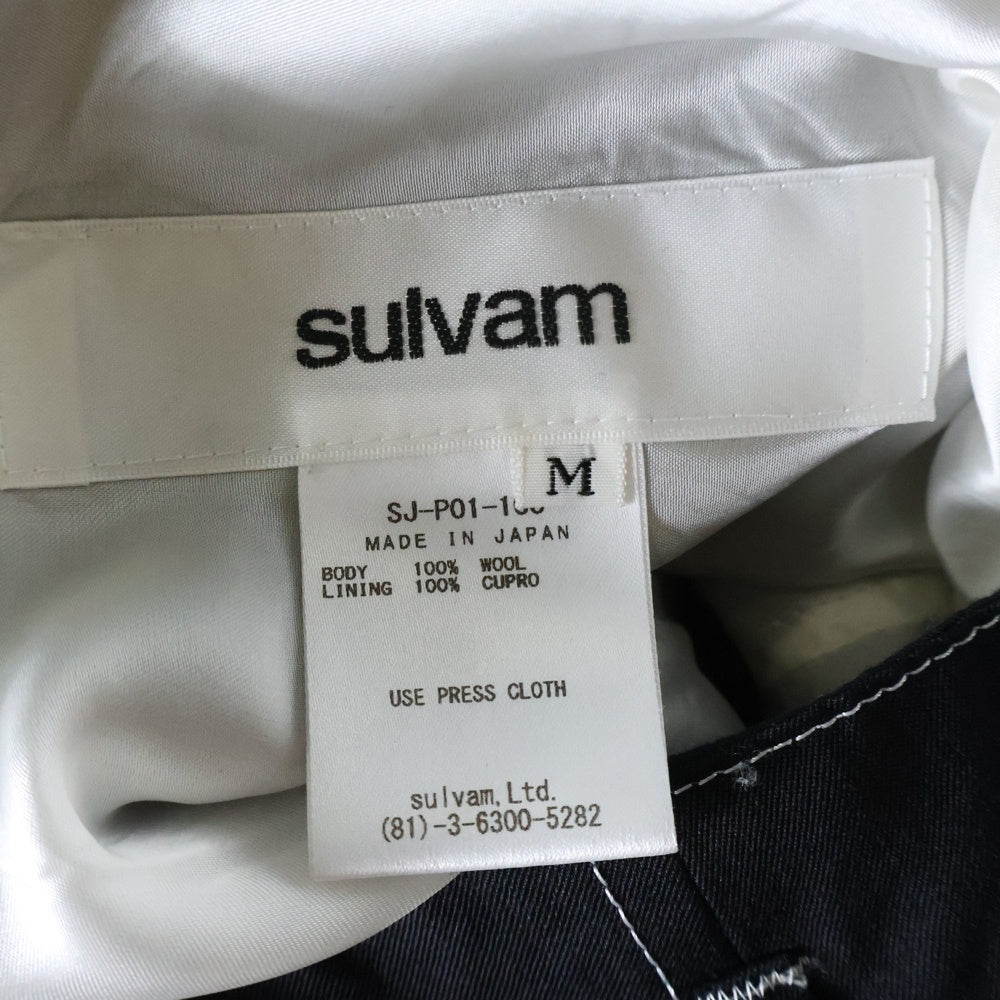 sulvam
M
MADE IN JAPAN
BODY 100% WOOL
LINING 100% CUPRO
USE PRESS CLOTH
sulvam,Ltd.
(81)-3-6300-5282